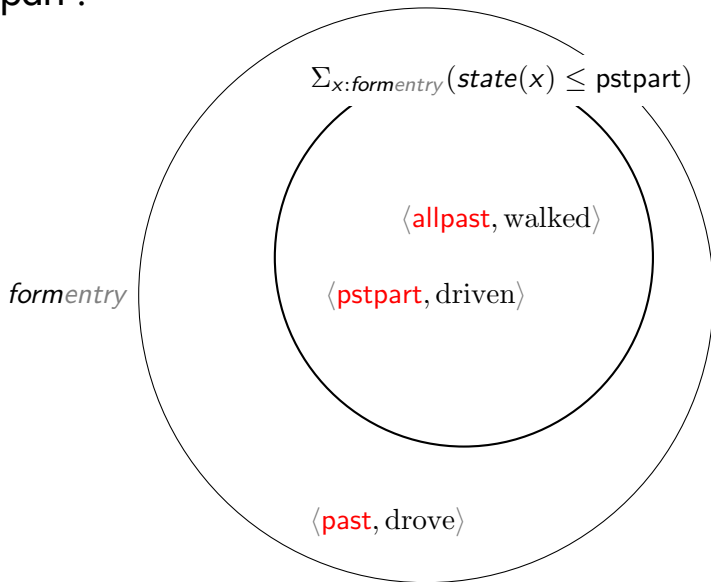 part .
Σx:formentry(state(x) ≤ pstpart)
⟨allpast, walked⟩
formentry ⟨pstpart, driven⟩
⟨past, drove⟩